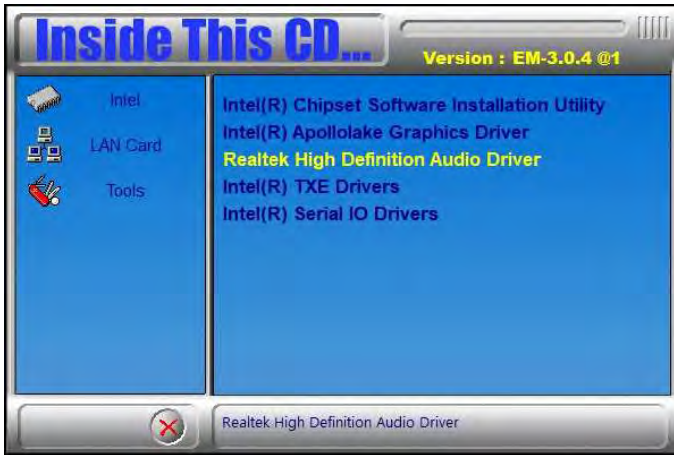 Inside This CD...
Version : EM-3.0.4 @1
Intel
LAN Card
Tools
Intel(R) Chipset Software Installation Utility
Intel(R) Apollolake Graphics Driver
Realtek High Definition Audio Driver
Intel(R) TXE Drivers
Intel(R) Serial IO Drivers
Realtek High Definition Audio Driver